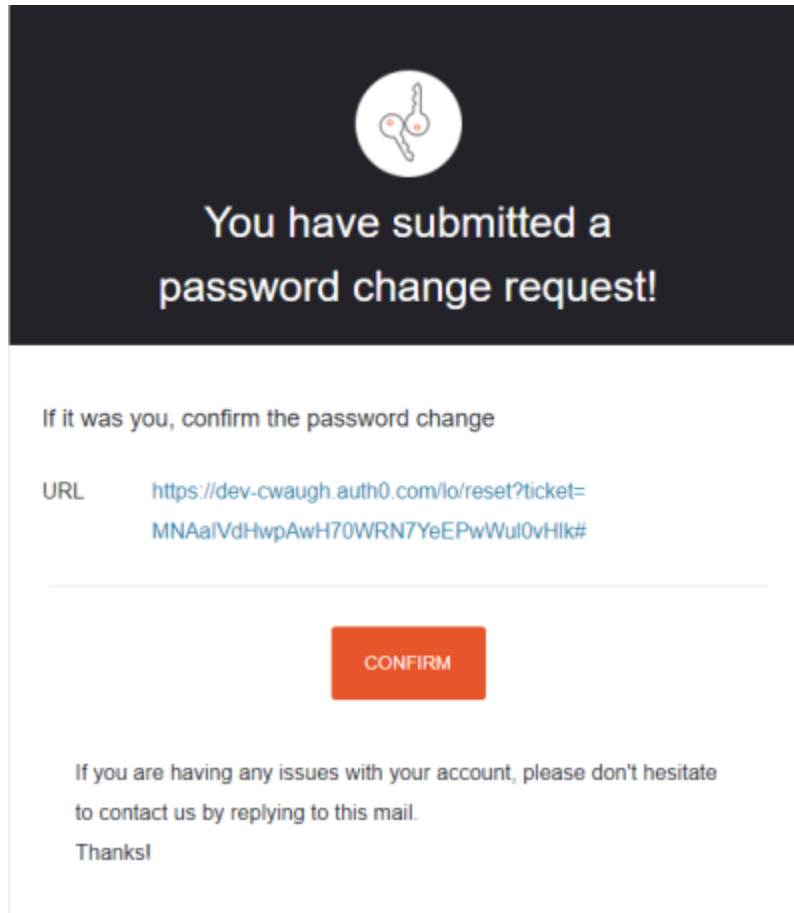 You have submitted a
password change request!
If it was you, confirm the password change
URL https://dev-cwaugh.auth0.com/lo/reset?ticket=
MNAaIVdHwpAwH70WRN7YeEPwWul0vHIk#
CONFIRM
If you are having any issues with your account, please don't hesitate
to contact us by replying to this mail.
Thanks!